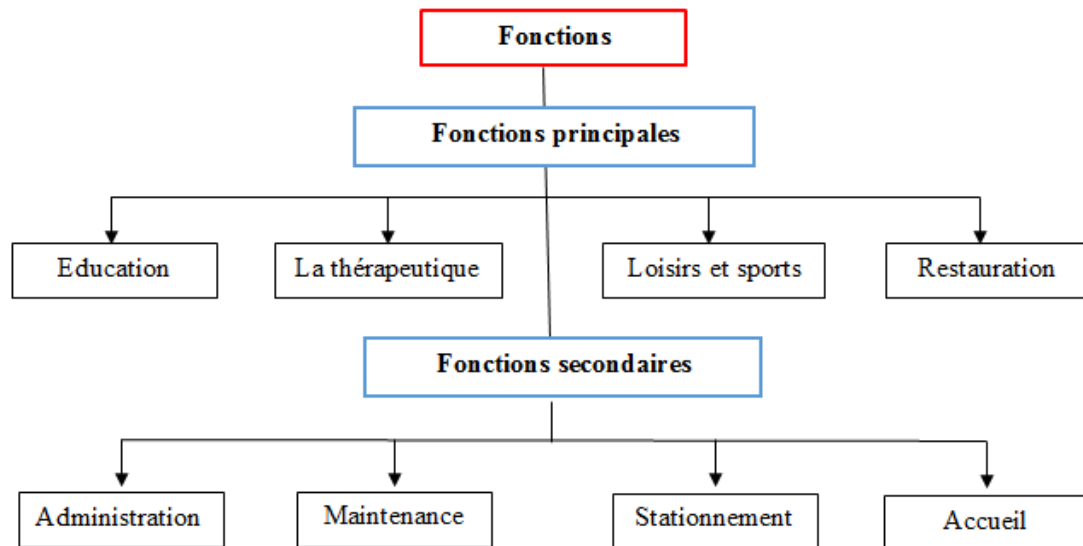 Fonctions
Fonctions principales
Education
La thérapeutique
Loisirs et sports
Restauration
Fonctions secondaires
Administration
Maintenance
Stationnement
Accueil